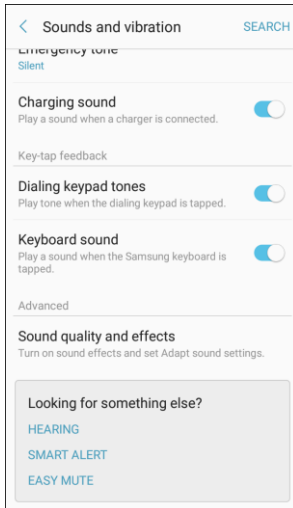 Sounds and vibration
SEARCH
Emergency tone
Silent
Charging sound
Play a sound when a charger is connected.
Key-tap feedback
Dialing keypad tones
Play tone when the dialing keypad is tapped.
Keyboard sound
Play a sound when the Samsung keyboard is
tapped.
Advanced
Sound quality and effects
Turn on sound effects and set Adapt sound settings.
Looking for something else?
HEARING
SMART ALERT
EASY MUTE